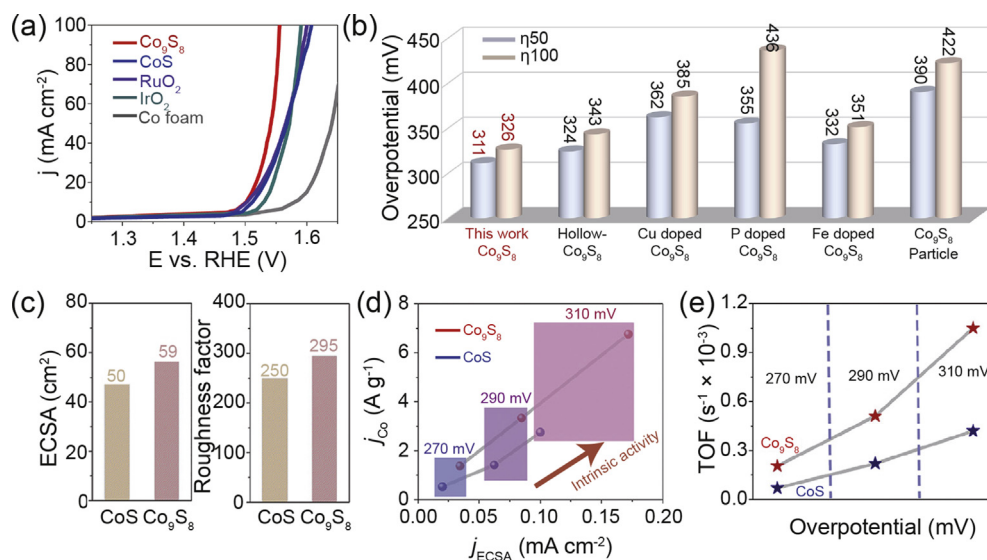 (a)
100
80
60
40
20
0
j (mA cm⁻²)
Co₉S₈
CoS
RuO₂
IrO₂
Co foam
1.3
1.4
1.5
1.6
E vs. RHE (V)
(b)
η50
η100
450
400
350
300
250
Overpotential (mV)
311
326
324
343
362
385
355
436
332
351
390
422
This work
Co₉S₈
Hollow-
Co₉S₈
Cu doped
Co₉S₈
P doped
Co₉S₈
Fe doped
Co₉S₈
Co₉S₈
Particle
(c)
80
60
40
20
0
ECSA (cm²)
50
59
CoS Co₉S₈
400
300
200
100
0
Roughness factor
250
295
CoS Co₉S₈
(d)
8
6
4
2
0
j_Co (A g⁻¹)
Co₉S₈
CoS
270 mV
290 mV
310 mV
Intrinsic activity
0.00
0.05
0.10
0.15
0.20
j_ECSA (mA cm⁻²)
(e)
1.2
0.9
0.6
0.3
0.0
TOF (s⁻¹ × 10⁻³)
270 mV
290 mV
310 mV
Co₉S₈
CoS
Overpotential (mV)